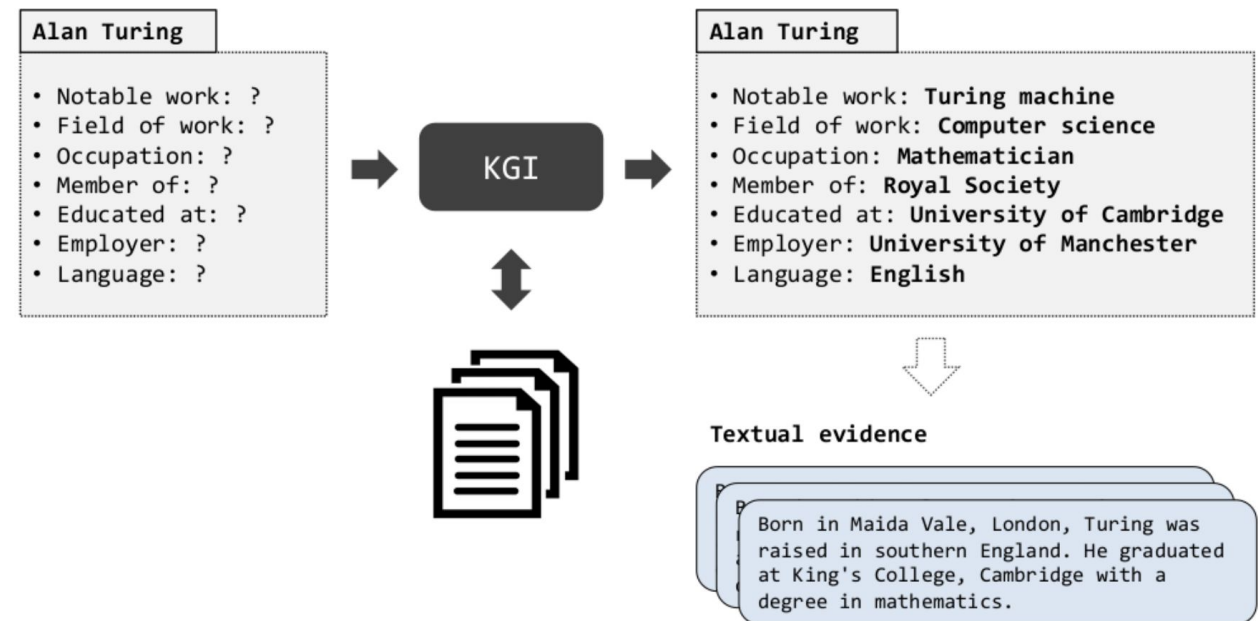 Alan Turing
• Notable work: ?
• Field of work: ?
• Occupation: ?
• Member of: ?
• Educated at: ?
• Employer: ?
• Language: ?
KGI
Alan Turing
• Notable work: Turing machine
• Field of work: Computer science
• Occupation: Mathematician
• Member of: Royal Society
• Educated at: University of Cambridge
• Employer: University of Manchester
• Language: English
Textual evidence
Born in Maida Vale, London, Turing was
raised in southern England. He graduated
at King's College, Cambridge with a
degree in mathematics.